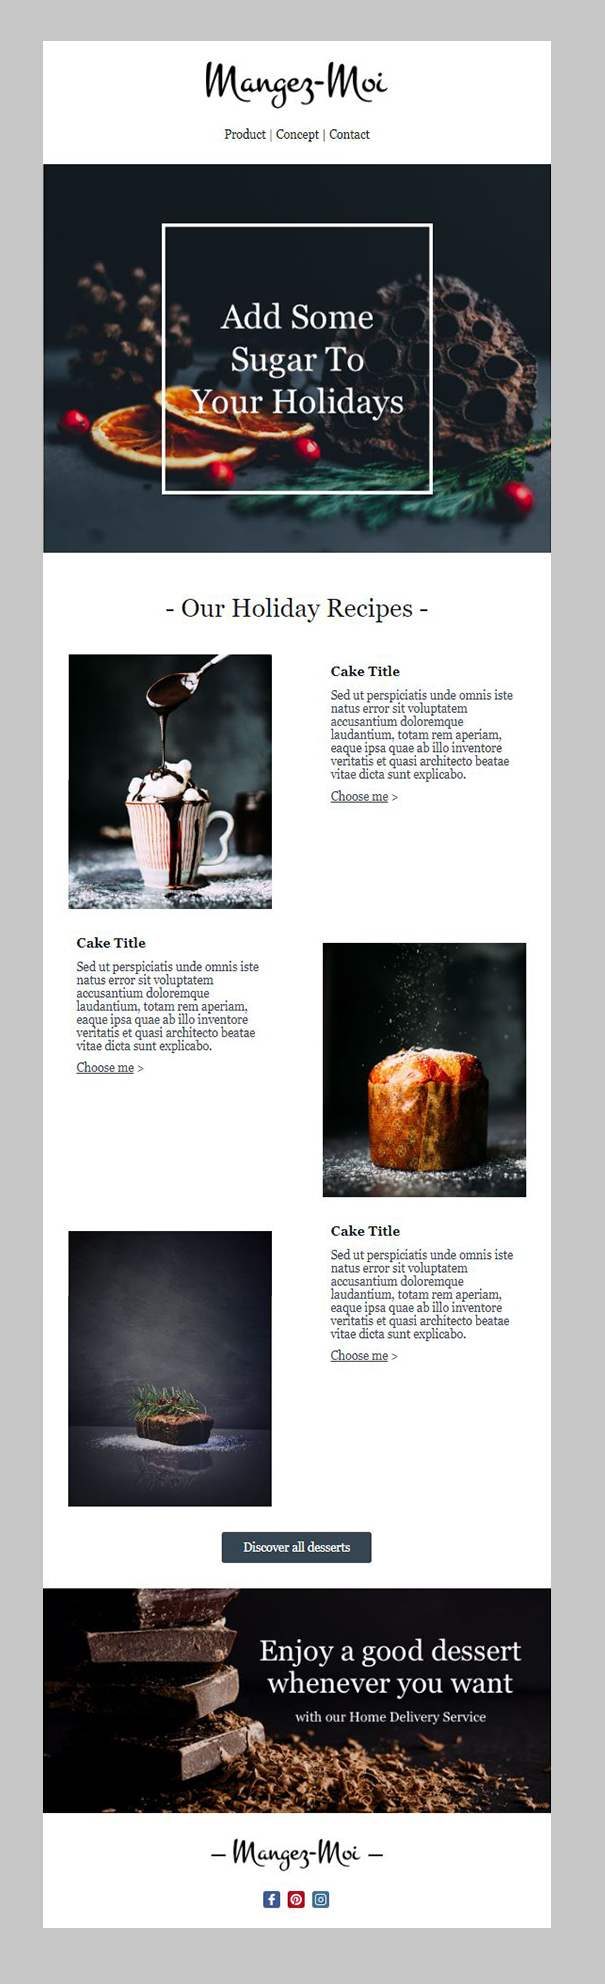 Mangez-Moi
Product | Concept | Contact
Add Some
Sugar To
Your Holidays
- Our Holiday Recipes -
Cake Title
Sed ut perspiciatis unde omnis iste
natus error sit voluptatem
accusantium doloremque
laudantium, totam rem aperiam,
eaque ipsa quae ab illo inventore
veritatis et quasi architecto beatae
vitae dicta sunt explicabo.
Choose me >
Cake Title
Sed ut perspiciatis unde omnis iste
natus error sit voluptatem
accusantium doloremque
laudantium, totam rem aperiam,
eaque ipsa quae ab illo inventore
veritatis et quasi architecto beatae
vitae dicta sunt explicabo.
Choose me >
Cake Title
Sed ut perspiciatis unde omnis iste
natus error sit voluptatem
accusantium doloremque
laudantium, totam rem aperiam,
eaque ipsa quae ab illo inventore
veritatis et quasi architecto beatae
vitae dicta sunt explicabo.
Choose me >
Discover all desserts
Enjoy a good dessert
whenever you want
with our Home Delivery Service
– Mangez-Moi –